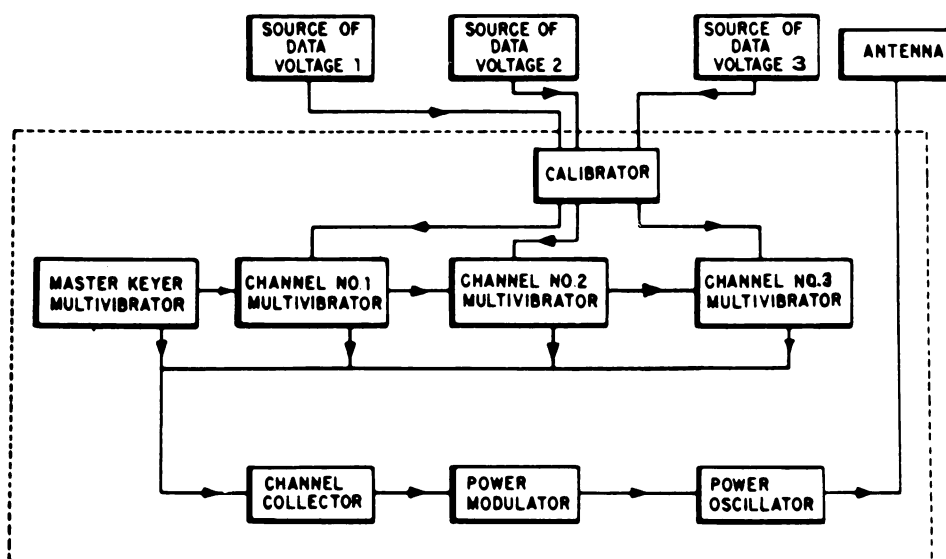 SOURCE OF
DATA
VOLTAGE 1
SOURCE OF
DATA
VOLTAGE 2
SOURCE OF
DATA
VOLTAGE 3
ANTENNA
CALIBRATOR
MASTER KEYER
MULTIVIBRATOR
CHANNEL NO.1
MULTIVIBRATOR
CHANNEL NO.2
MULTIVIBRATOR
CHANNEL NO.3
MULTIVIBRATOR
CHANNEL
COLLECTOR
POWER
MODULATOR
POWER
OSCILLATOR